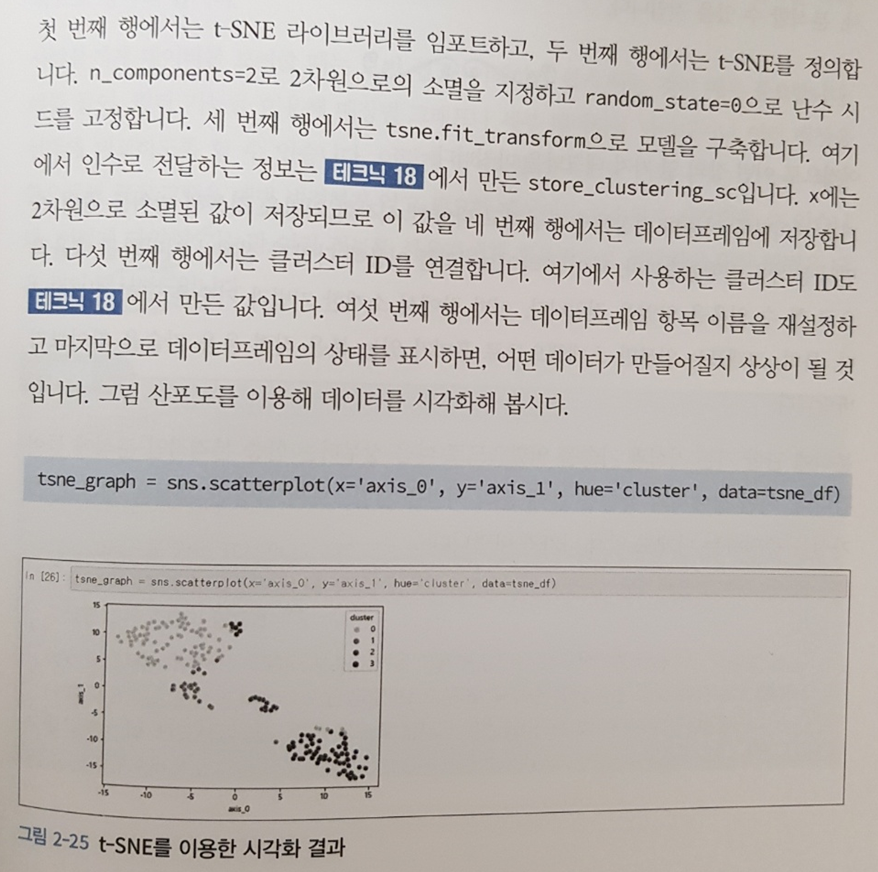 첫 번째 행에서는 t-SNE 라이브러리를 임포트하고, 두 번째 행에서는 t-SNE를 정의합
니다. n_components=2로 2차원으로의 소멸을 지정하고 random_state=0으로 난수 시
드를 고정합니다. 세 번째 행에서는 tsne.fit_transform으로 모델을 구축합니다. 여기
에서 인수로 전달하는 정보는 테크닉 18 에서 만든 store_clustering_sc입니다. x에는
2차원으로 소멸된 값이 저장되므로 이 값을 네 번째 행에서는 데이터프레임에 저장합니
다. 다섯 번째 행에서는 클러스터 ID를 연결합니다. 여기에서 사용하는 클러스터 ID도
테크닉 18 에서 만든 값입니다. 여섯 번째 행에서는 데이터프레임 항목 이름을 재설정하
고 마지막으로 데이터프레임의 상태를 표시하면, 어떤 데이터가 만들어질지 상상이 될 것
입니다. 그럼 산포도를 이용해 데이터를 시각화해 봅시다.
tsne_graph = sns.scatterplot(x='axis_0', y='axis_1', hue='cluster', data=tsne_df)
In [26]: tsne_graph = sns.scatterplot(x='axis_0', y='axis_1', hue='cluster', data=tsne_df)
cluster
0
1
2
3
15
10
5
0
-5
-10
-15
axis_1
-15 -10 -5 0 5 10 15
axis_0
그림 2-25 t-SNE를 이용한 시각화 결과